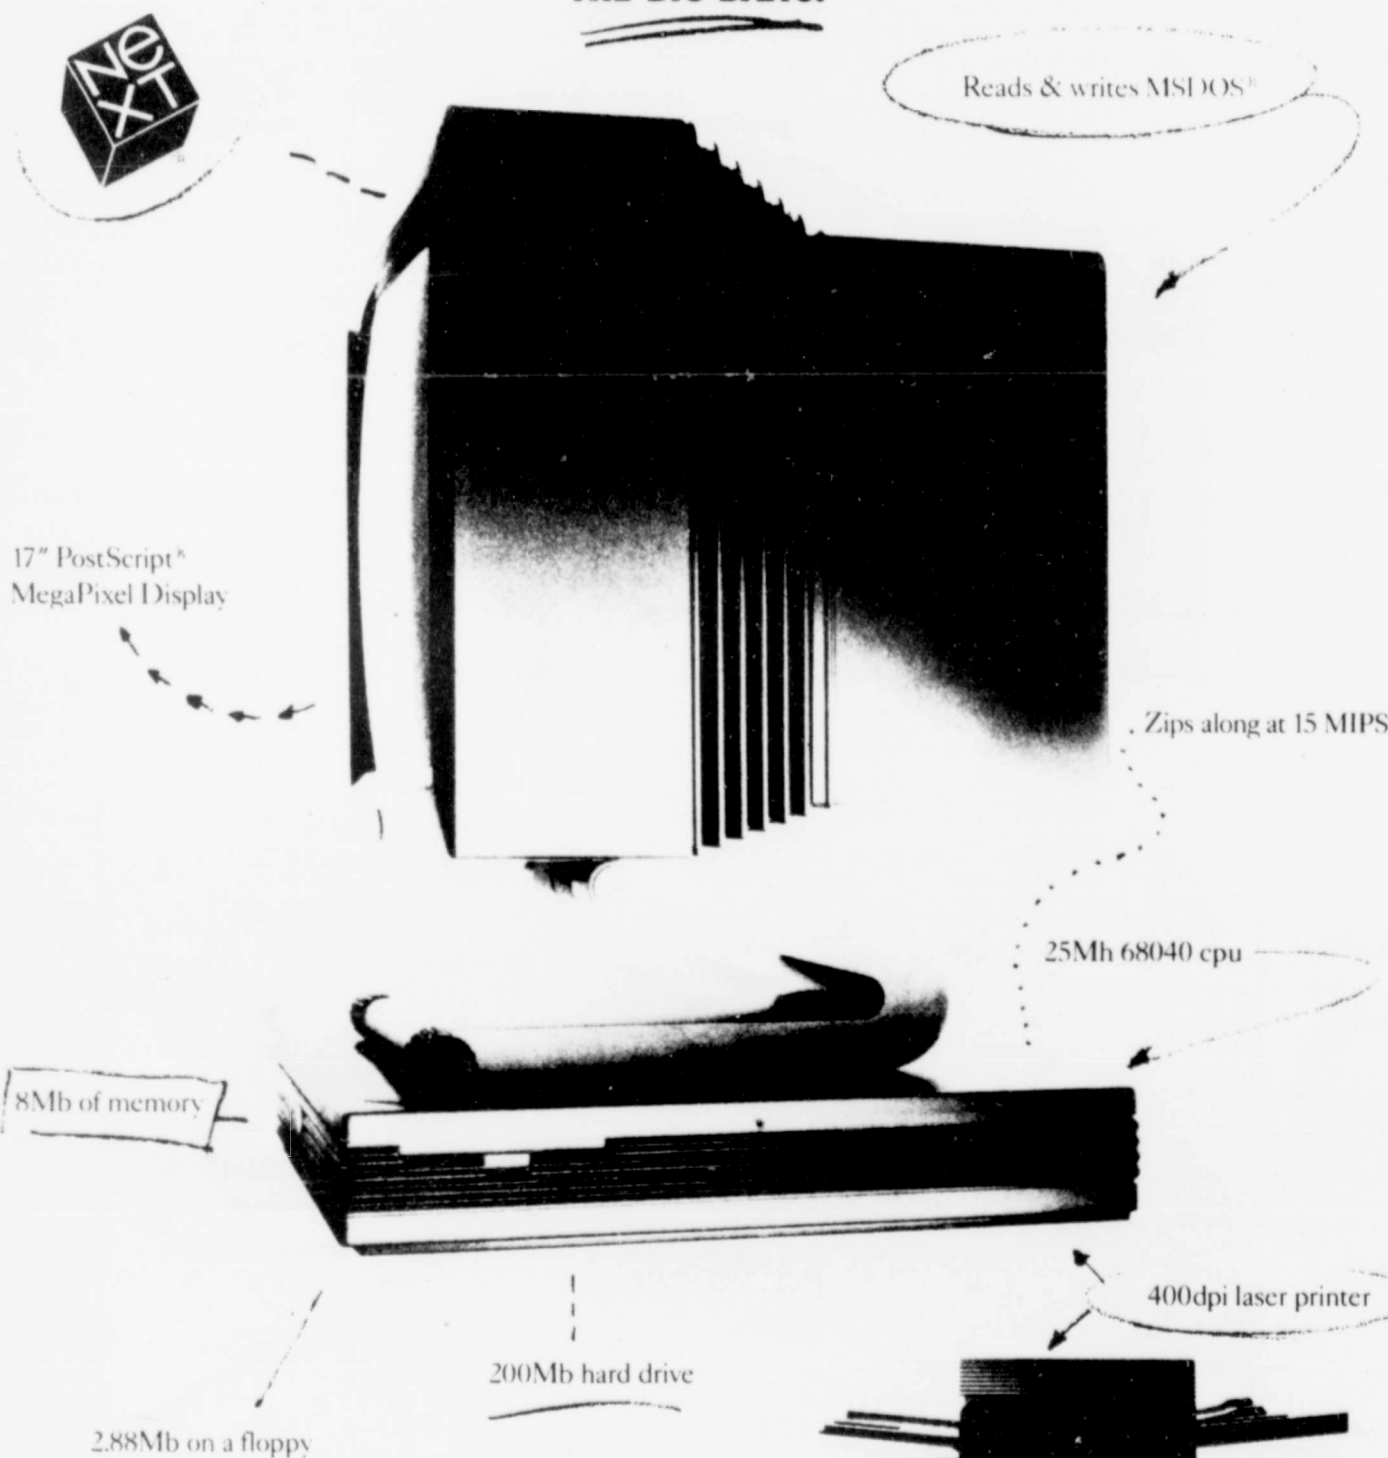 NeXT
Reads & writes MSDOS®
17" PostScript®
MegaPixel Display
Zips along at 15 MIPS
25Mh 68040 cpu
8Mb of memory
400dpi laser printer
200Mb hard drive
2.88Mb on a floppy